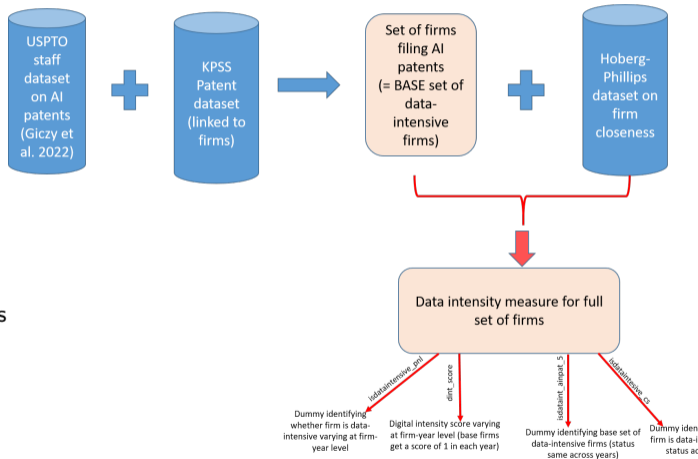 USPTO
staff
dataset
on AI
patents
(Giczy et
al. 2022)
KPSS
Patent
dataset
(linked to
firms)
Set of firms
filing AI
patents
(= BASE set of
data-
intensive
firms)
Hoberg-
Phillips
dataset on
firm
closeness
s
Data intensity measure for full
set of firms
isdataintensive_pnl
dint_score
isdataint_ainpat_5
isdataintesive_cs
Dummy identifying
whether firm is data-
intensive varying at firm-
year level
Digital intensity score varying
at firm-year level (base firms
get a score of 1 in each year)
Dummy identifying base set of
data-intensive firms (status
same across years)
Dummy iden
firm is data-i
status ac